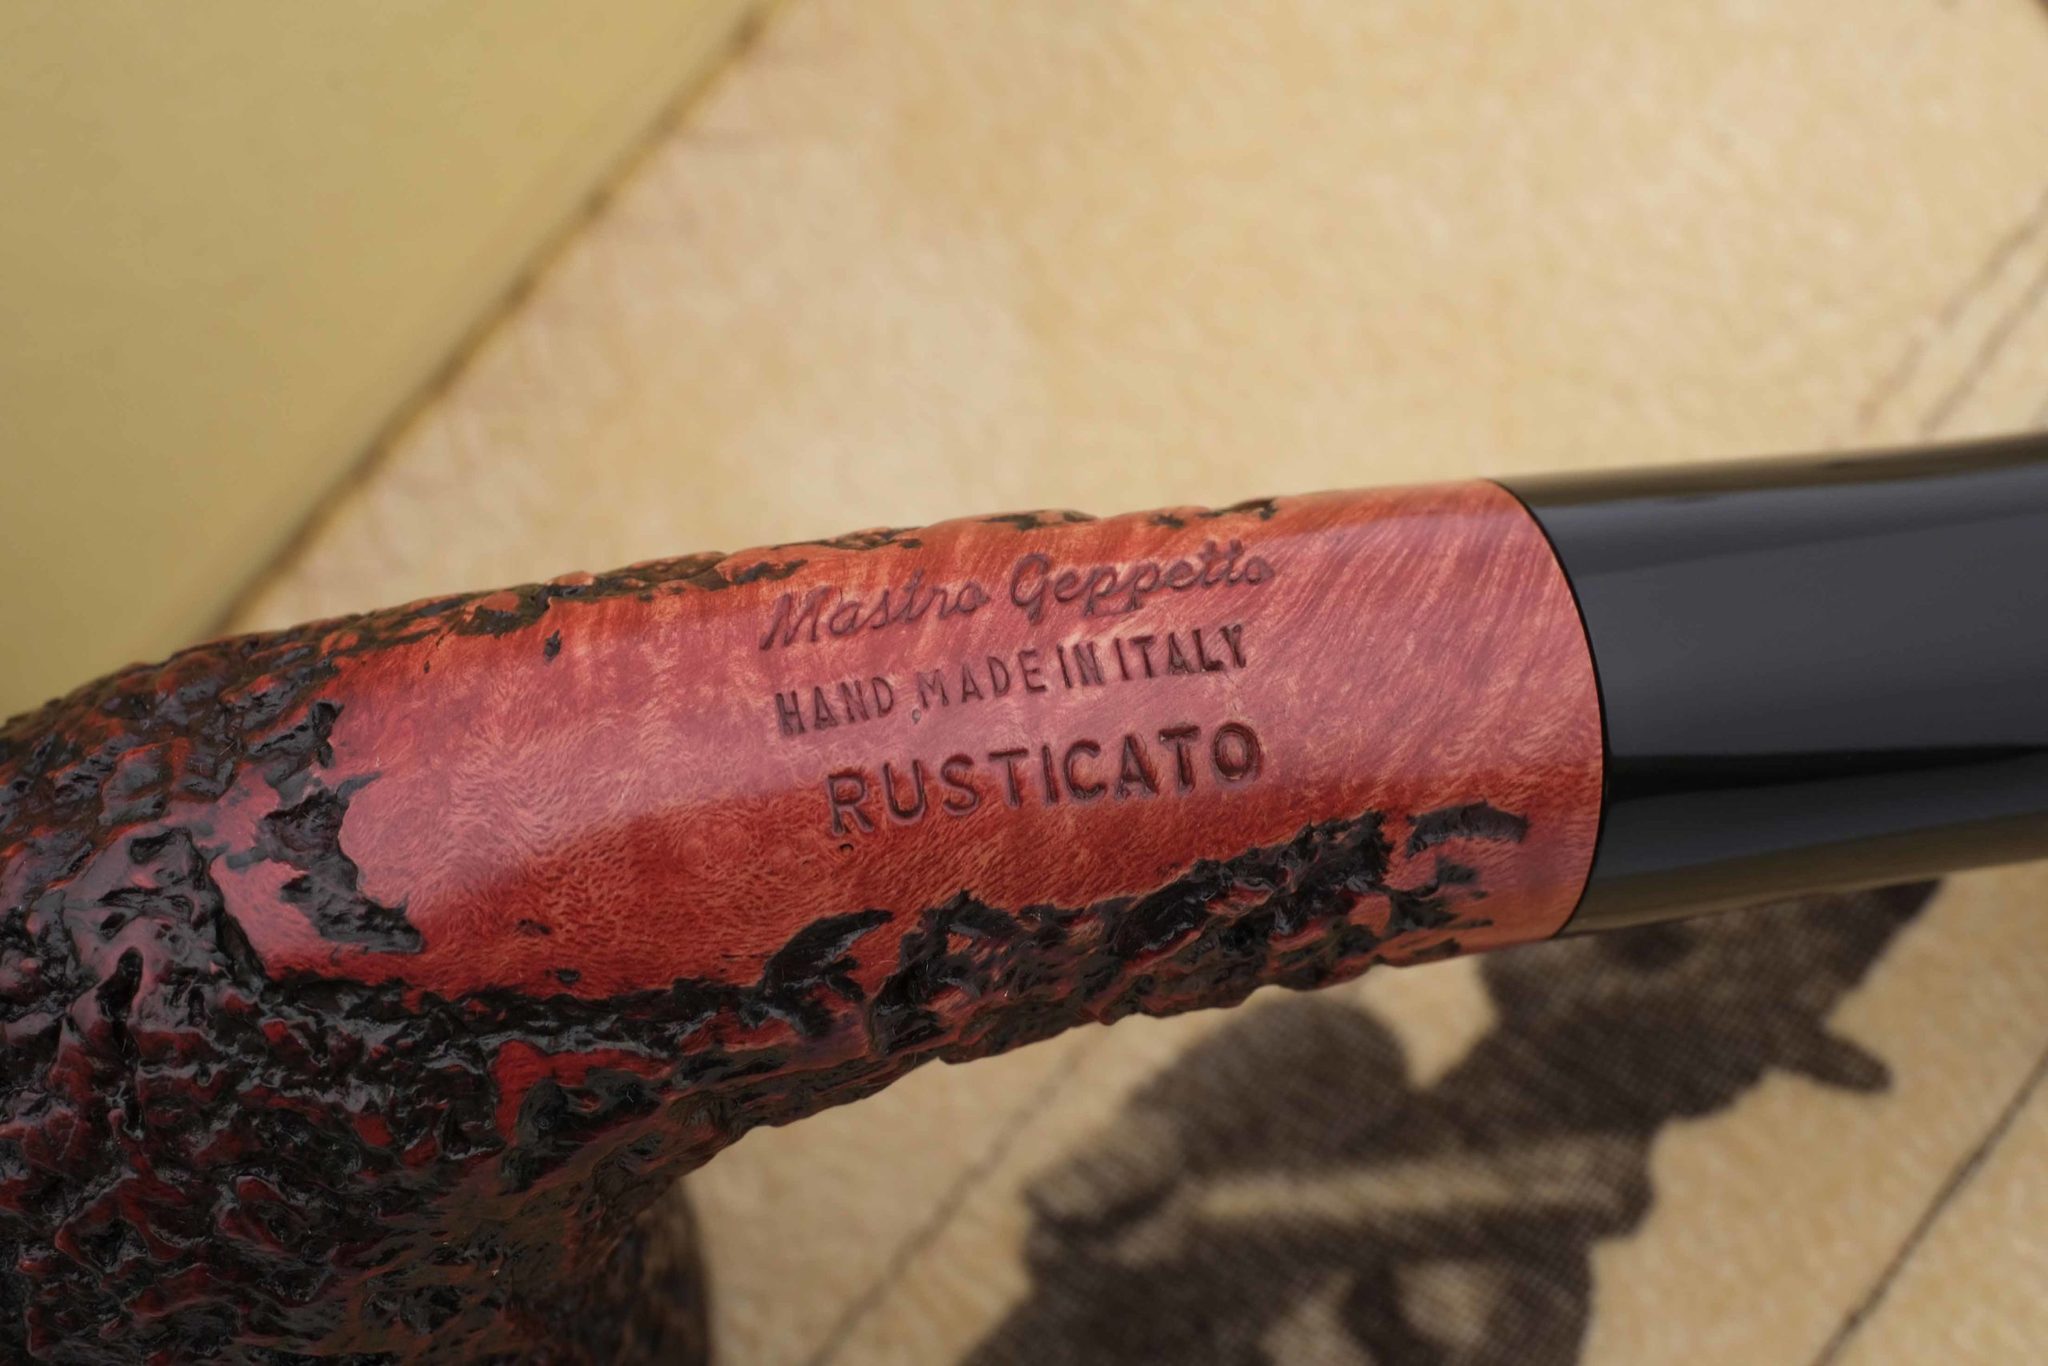 Mastro Geppetto
HAND MADE IN ITALY
RUSTICATO